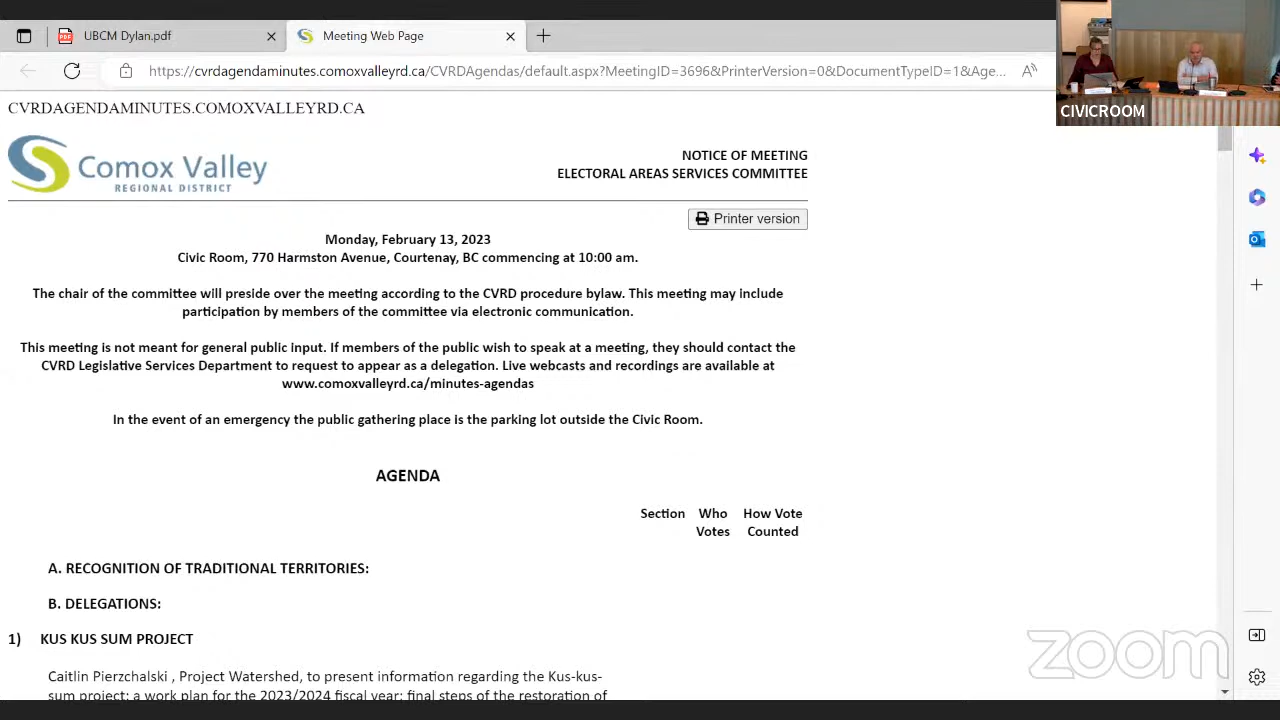 UBCM Dylan.pdf
Meeting Web Page
https://cvrdagendaminutes.comoxvalleyrd.ca/CVRDAgendas/default.aspx?MeetingID=3696&PrinterVersion=0&DocumentTypeID=1&Age...
CIVICROOM
CVRDAGENDAMINUTES.COMOXVALLEYRD.CA
Comox Valley
REGIONAL DISTRICT
NOTICE OF MEETING
ELECTORAL AREAS SERVICES COMMITTEE
Printer version
Monday, February 13, 2023
Civic Room, 770 Harmston Avenue, Courtenay, BC commencing at 10:00 am.
The chair of the committee will preside over the meeting according to the CVRD procedure bylaw. This meeting may include
participation by members of the committee via electronic communication.
This meeting is not meant for general public input. If members of the public wish to speak at a meeting, they should contact the
CVRD Legislative Services Department to request to appear as a delegation. Live webcasts and recordings are available at
www.comoxvalleyrd.ca/minutes-agendas
In the event of an emergency the public gathering place is the parking lot outside the Civic Room.
AGENDA
Section Who How Vote
Votes Counted
A. RECOGNITION OF TRADITIONAL TERRITORIES:
B. DELEGATIONS:
1) KUS KUS SUM PROJECT
Caitlin Pierzchalski , Project Watershed, to present information regarding the Kus-kus-
sum project; a work plan for the 2023/2024 fiscal year; final steps of the restoration of
zoom